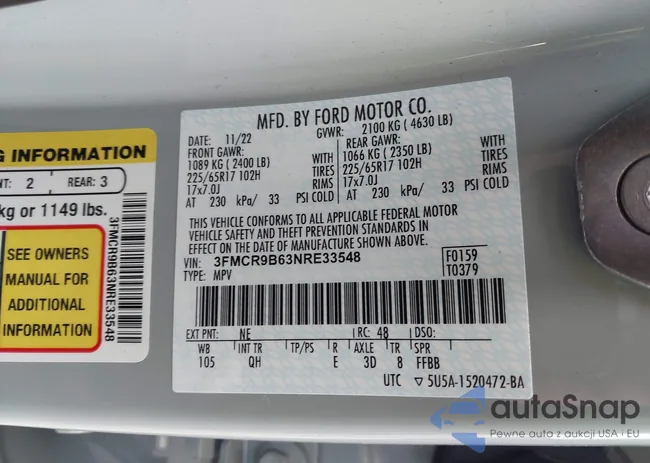 G INFORMATION
NT: 2 REAR: 3
kg or 1149 lbs.
SEE OWNERS
MANUAL FOR
ADDITIONAL
INFORMATION
3FMCR9B63NRE33548
MFD. BY FORD MOTOR CO.
DATE: 11/22 GVWR: 2100 KG ( 4630 LB)
FRONT GAWR: REAR GAWR:
1089 KG ( 2400 LB) WITH 1066 KG ( 2350 LB) WITH
225/65R17 102H TIRES 225/65R17 102H TIRES
17x7.0J RIMS 17x7.0J RIMS
AT 230 kPa/ 33 PSI COLD AT 230 kPa/ 33 PSI COLD
THIS VEHICLE CONFORMS TO ALL APPLICABLE FEDERAL MOTOR
VEHICLE SAFETY AND THEFT PREVENTION STANDARDS IN EFFECT
ON THE DATE OF MANUFACTURE SHOWN ABOVE.
VIN: 3FMCR9B63NRE33548 F0159
TYPE: MPV T0379
EXT PNT: NE RC: 48 DSO:
WB INT TR TP/PS R AXLE TR SPR
105 QH E 3D 8 FFBB
UTC ▽ 5U5A-1520472-BA
autaSnap
Pewne auta z aukcji USA i EU